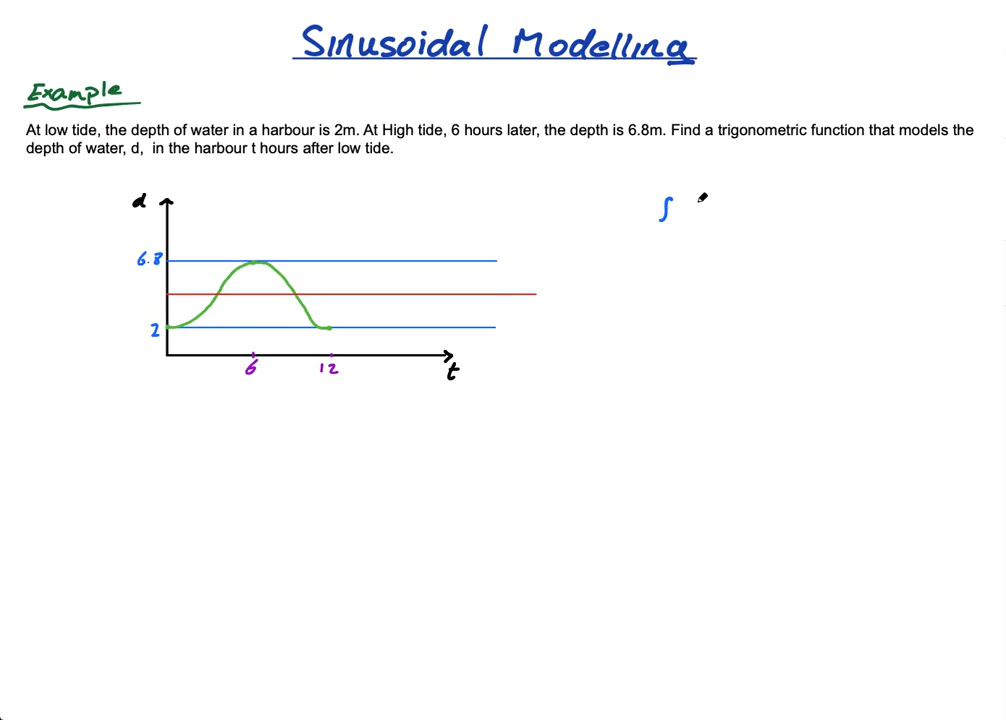 Sinusoidal Modelling
Example
At low tide, the depth of water in a harbour is 2m. At High tide, 6 hours later, the depth is 6.8m. Find a trigonometric function that models the
depth of water, d, in the harbour t hours after low tide.
d
6.8
2
6 12
t